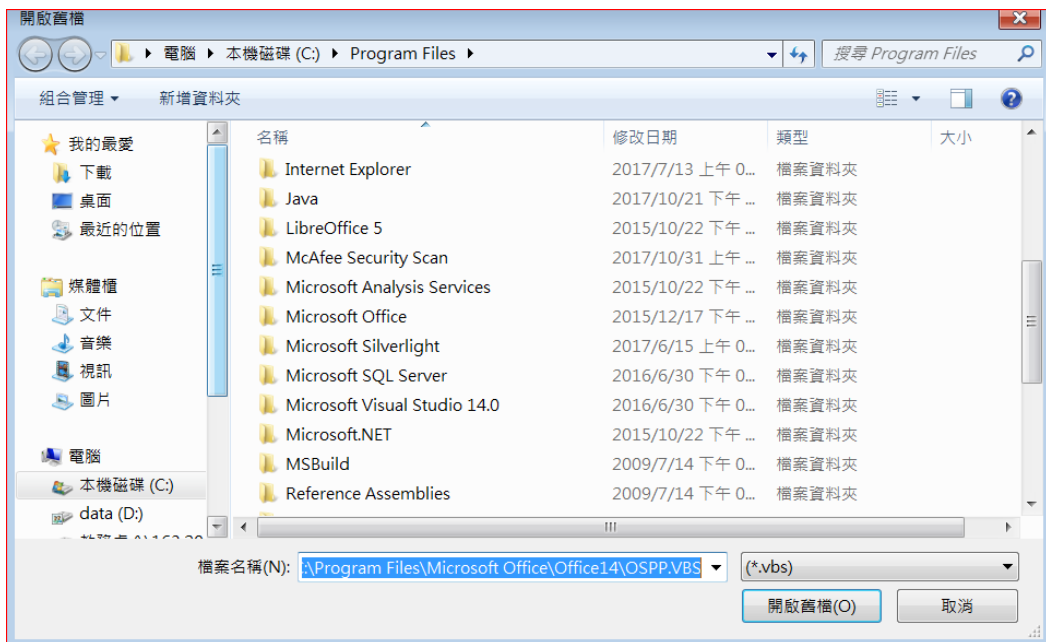 開啟舊檔
電腦 ▸ 本機磁碟 (C:) ▸ Program Files ▸
搜尋 Program Files
組合管理 新增資料夾
名稱 修改日期 類型 大小
我的最愛
下載
桌面
最近的位置
媒體櫃
文件
音樂
視訊
圖片
電腦
本機磁碟 (C:)
data (D:)
Internet Explorer 2017/7/13 上午 0... 檔案資料夾
Java 2017/10/21 下午 ... 檔案資料夾
LibreOffice 5 2015/10/22 下午 ... 檔案資料夾
McAfee Security Scan 2017/10/31 上午 ... 檔案資料夾
Microsoft Analysis Services 2015/10/22 下午 ... 檔案資料夾
Microsoft Office 2015/12/17 下午 ... 檔案資料夾
Microsoft Silverlight 2017/6/15 上午 0... 檔案資料夾
Microsoft SQL Server 2016/6/30 下午 0... 檔案資料夾
Microsoft Visual Studio 14.0 2016/6/30 下午 0... 檔案資料夾
Microsoft.NET 2015/10/22 下午 ... 檔案資料夾
MSBuild 2009/7/14 下午 0... 檔案資料夾
Reference Assemblies 2009/7/14 下午 0... 檔案資料夾
檔案名稱(N): :\Program Files\Microsoft Office\Office14\OSPP.VBS (*.vbs)
開啟舊檔(O) 取消